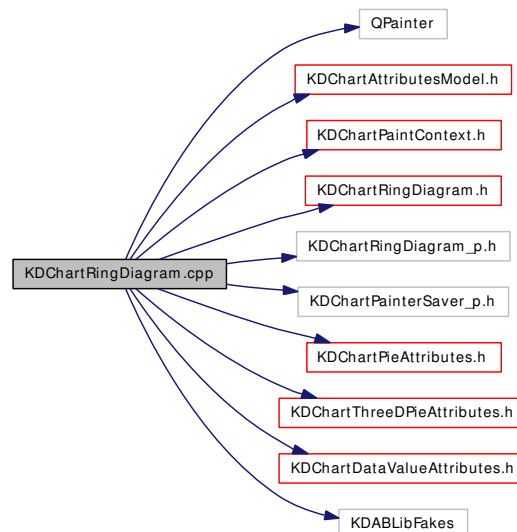 QPainter
KDChartAttributesModel.h
KDChartPaintContext.h
KDChartRingDiagram.h
KDChartRingDiagram_p.h
KDChartRingDiagram.cpp
KDChartPainterSaver_p.h
KDChartPieAttributes.h
KDChartThreeDPieAttributes.h
KDChartDataValueAttributes.h
KDABLibFakes